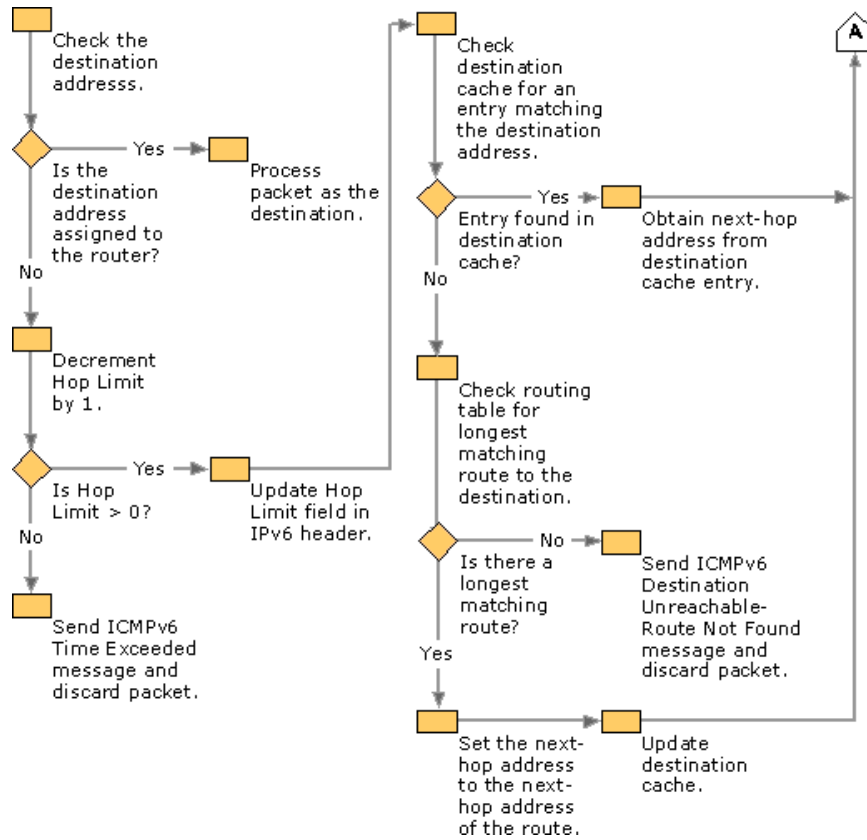 Check the
destination
addresss.
Yes
Is the
destination
address
assigned to
the router?
Process
packet as the
destination.
No
Decrement
Hop Limit
by 1.
Yes
Is Hop
Limit > 0?
Update Hop
Limit field in
IPv6 header.
No
Send ICMPv6
Time Exceeded
message and
discard packet.
Check
destination
cache for an
entry matching
the destination
address.
Yes
Entry found in
destination
cache?
Obtain next-hop
address from
destination
cache entry.
No
Check routing
table for
longest
matching
route to the
destination.
No
Is there a
longest
matching
route?
Send ICMPv6
Destination
Unreachable-
Route Not Found
message and
discard packet.
Yes
Set the next-
hop address
to the next-
hop address
of the route.
Update
destination
cache.
A